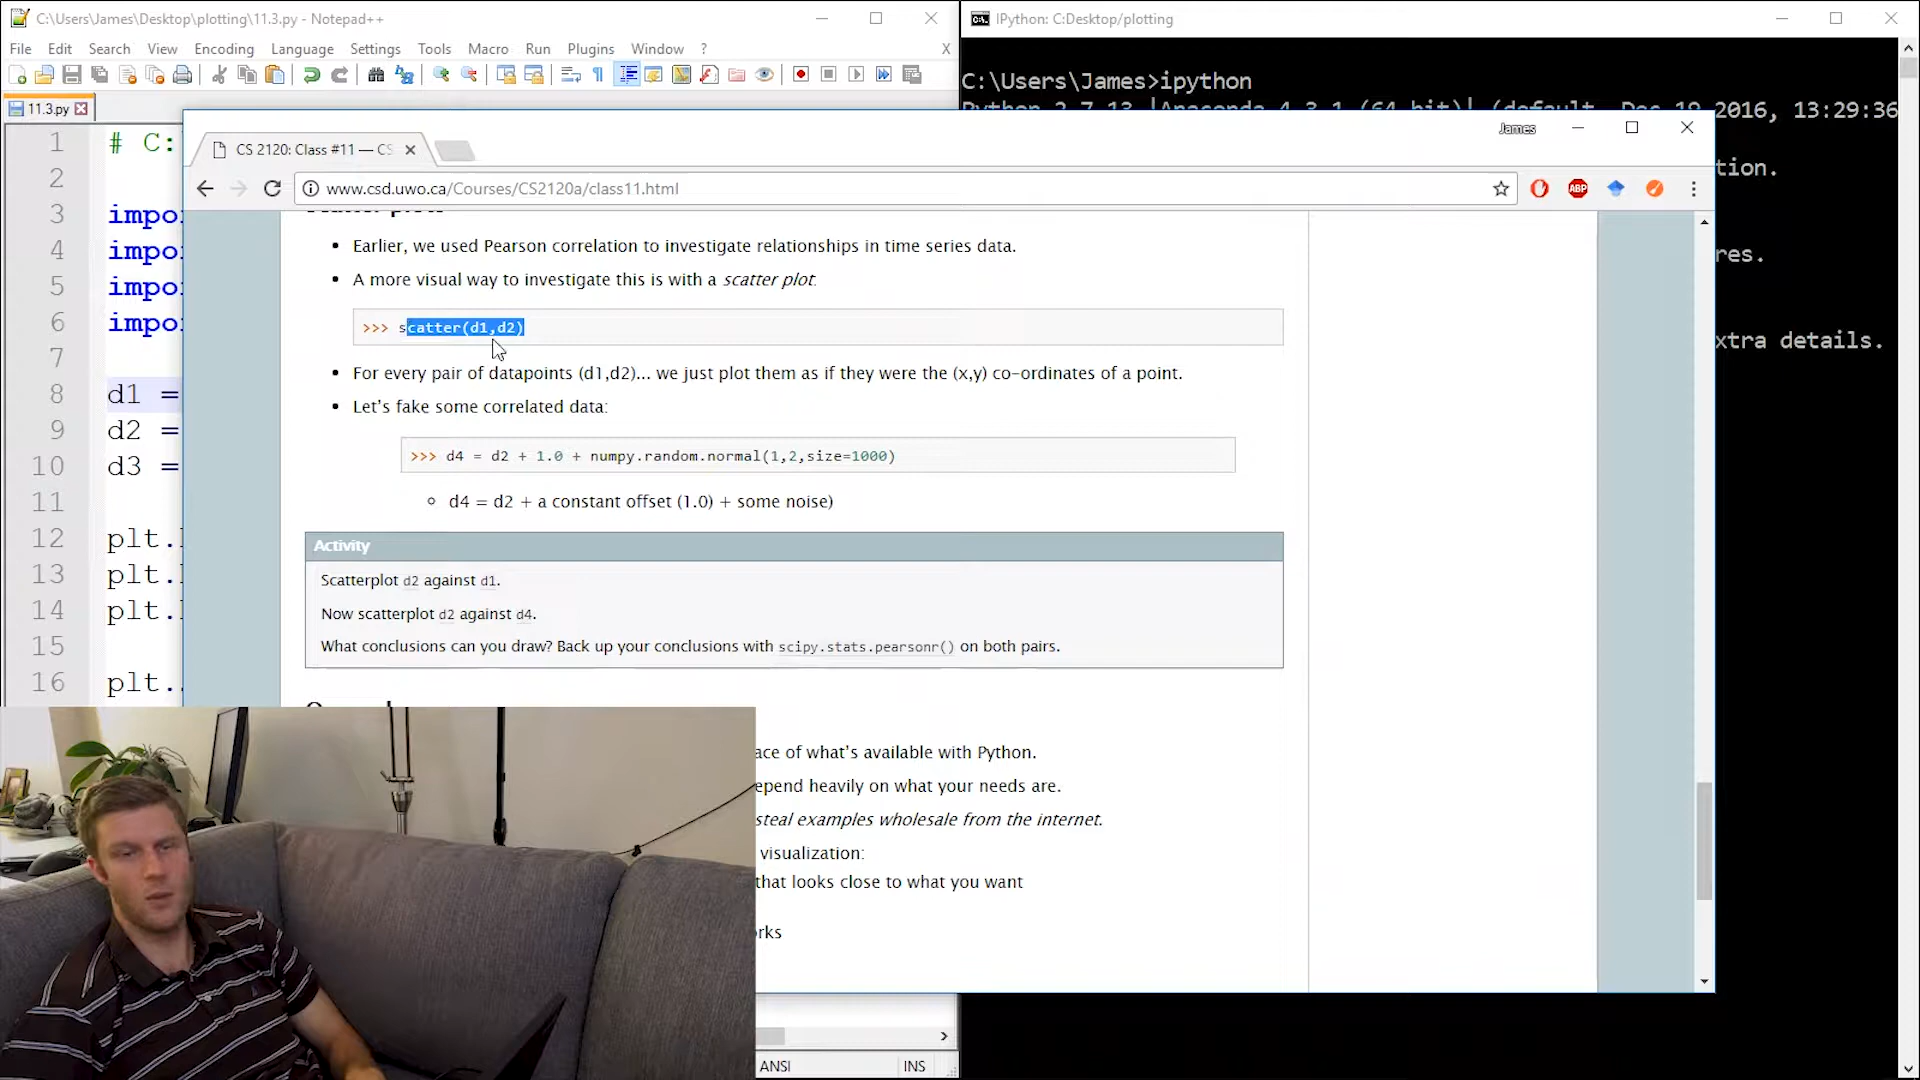 C:\Users\James\Desktop\plotting\11.3.py - Notepad++
File Edit Search View Encoding Language Settings Tools Macro Run Plugins Window ? X
11.3.py
1 # C:
2
3 impo
4 impo
5 impo
6 impo
7
8 d1 =
9 d2 =
10 d3 =
11
12 plt.
13 plt.
14 plt.
15
16 plt.
IPython: C:Desktop/plotting
C:\Users\James>ipython
2016, 13:29:36
tion.
res.
xtra details.
James
CS 2120: Class #11 — CS
www.csd.uwo.ca/Courses/CS2120a/class11.html
ABP
Earlier, we used Pearson correlation to investigate relationships in time series data.
A more visual way to investigate this is with a scatter plot.
>>> scatter(d1,d2)
For every pair of datapoints (d1,d2)... we just plot them as if they were the (x,y) co-ordinates of a point.
Let's fake some correlated data:
>>> d4 = d2 + 1.0 + numpy.random.normal(1,2,size=1000)
d4 = d2 + a constant offset (1.0) + some noise)
Activity
Scatterplot d2 against d1.
Now scatterplot d2 against d4.
What conclusions can you draw? Back up your conclusions with scipy.stats.pearsonr() on both pairs.
ace of what's available with Python.
epend heavily on what your needs are.
steal examples wholesale from the internet.
visualization:
that looks close to what you want
rks
ANSI INS